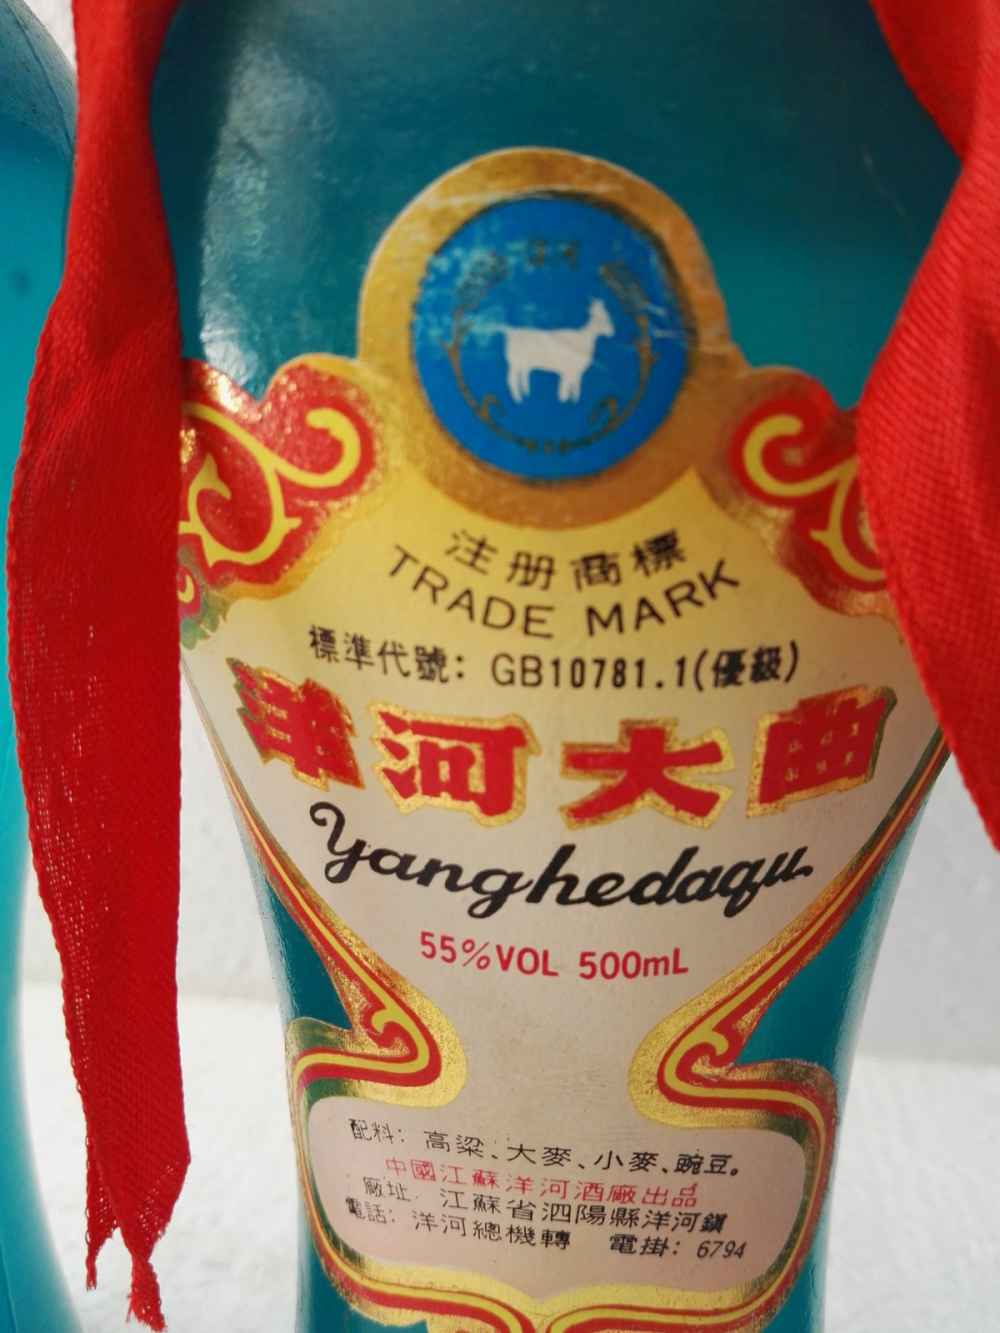 注册商標
TRADE MARK
標準代號: GB10781.1(優級)
洋河大曲
Yanghedaqu
55%VOL 500mL
配料: 高梁、大麥、小麥、豌豆。
中國江蘇洋河酒廠出品
廠址: 江蘇省泗陽縣洋河鎮
電話: 洋河總機轉 電掛: 6794